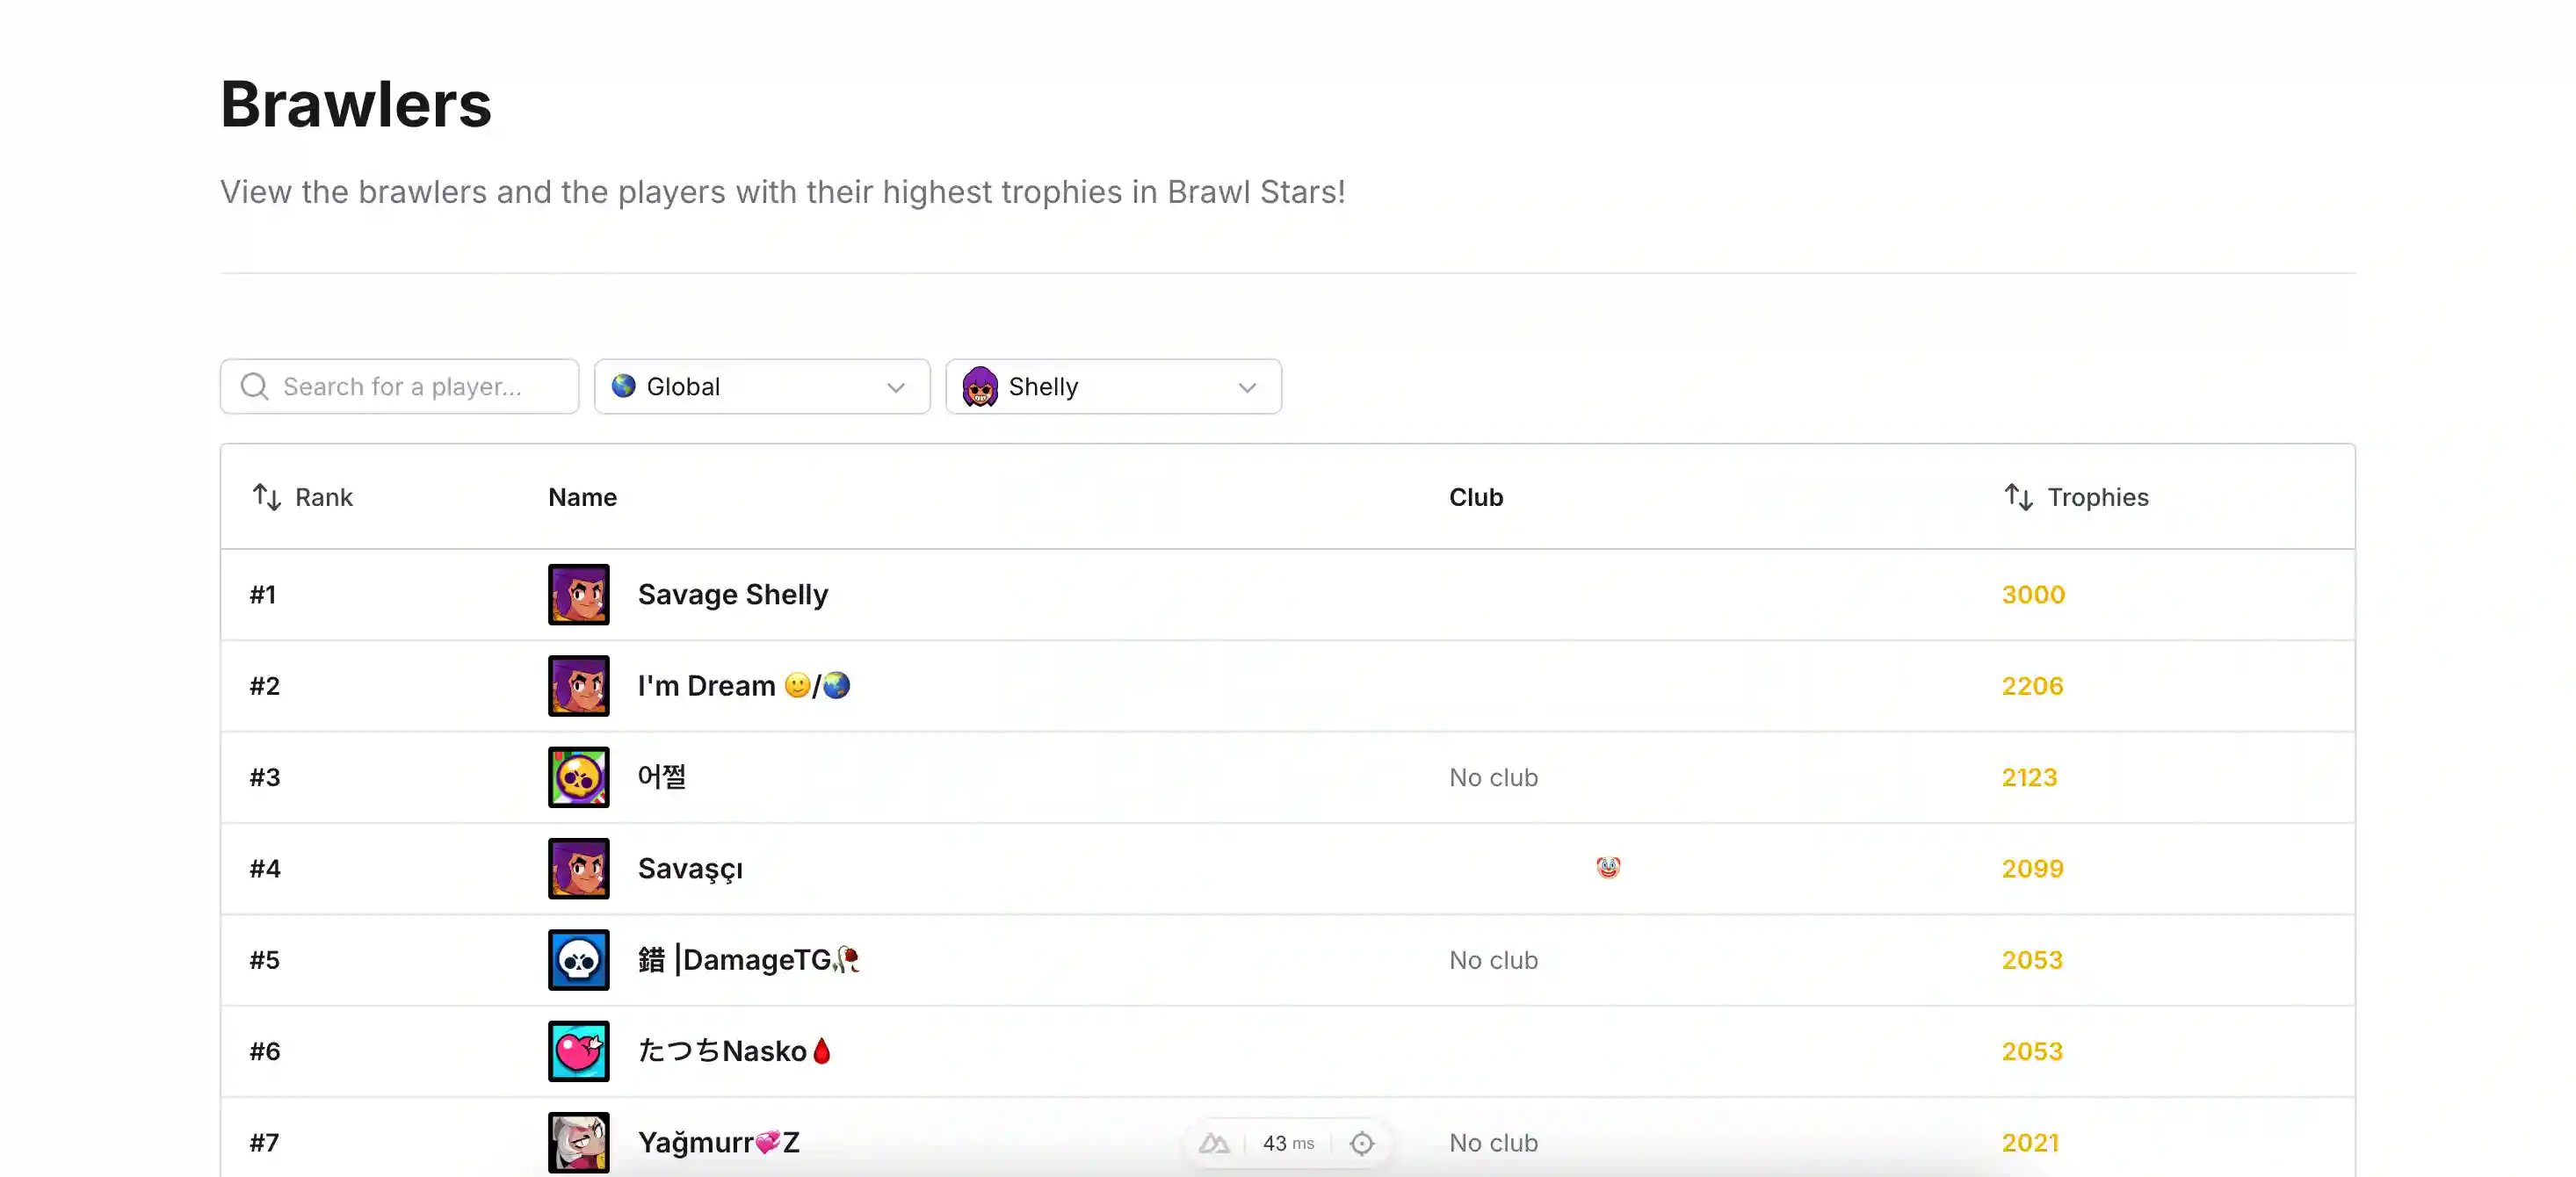 Brawlers
View the brawlers and the players with their highest trophies in Brawl Stars!
Search for a player...
🌎 Global
Shelly
Rank Name Club Trophies
#1 Savage Shelly 3000
#2 I'm Dream 🙂/🌏 2206
#3 어쩔 No club 2123
#4 Savaşçı 🤡 2099
#5 錯 |DamageTG🥀 No club 2053
#6 たつちNasko🩸 2053
#7 Yağmurr💞Z No club 2021
43 ms